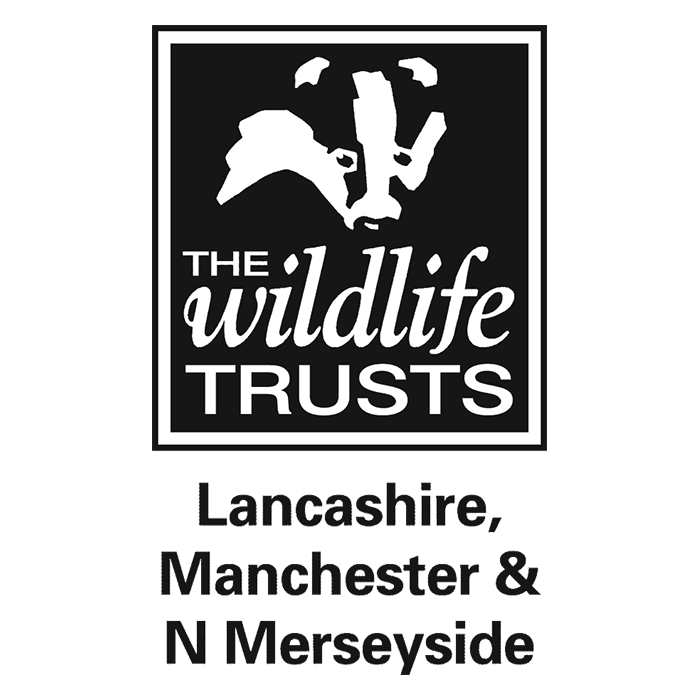 THE
wildlife
TRUSTS
Lancashire,
Manchester &
N Merseyside